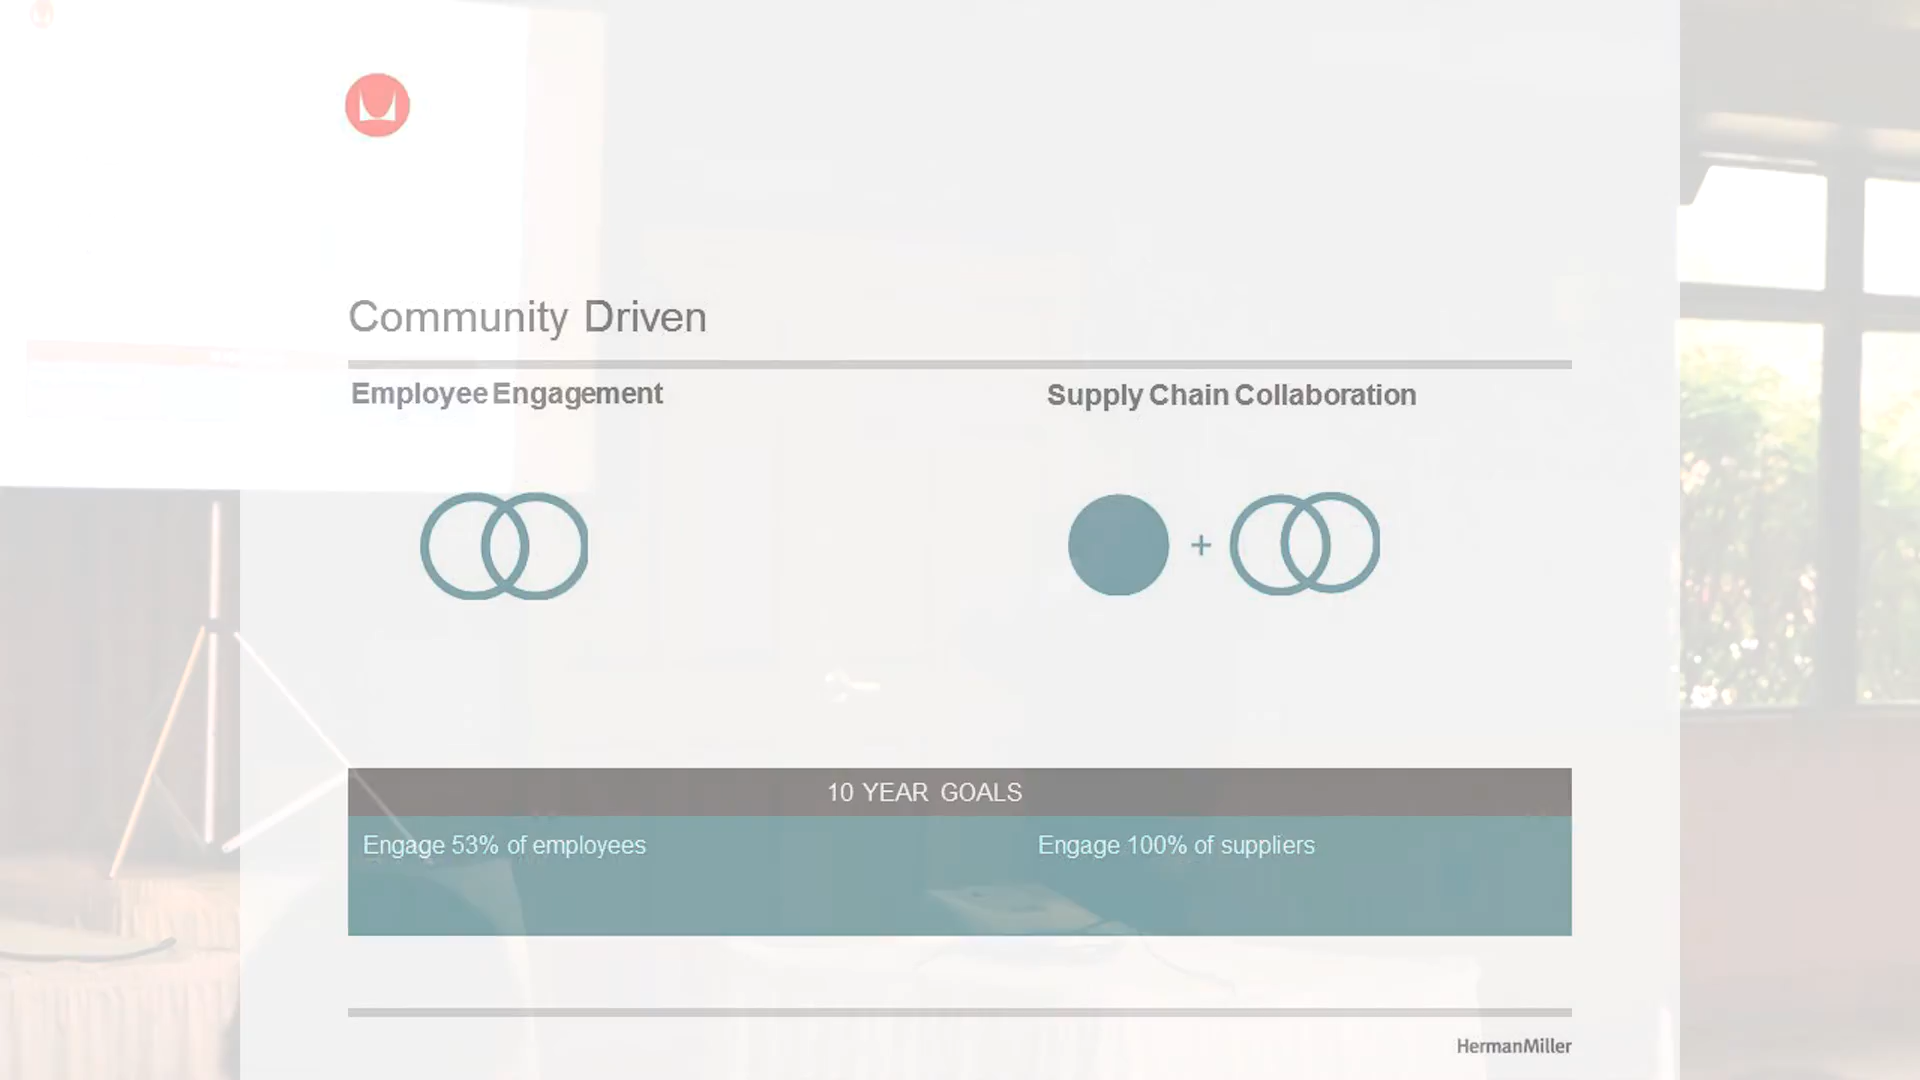 Community Driven
Employee Engagement
Supply Chain Collaboration
+
10 YEAR GOALS
Engage 53% of employees
Engage 100% of suppliers
HermanMiller